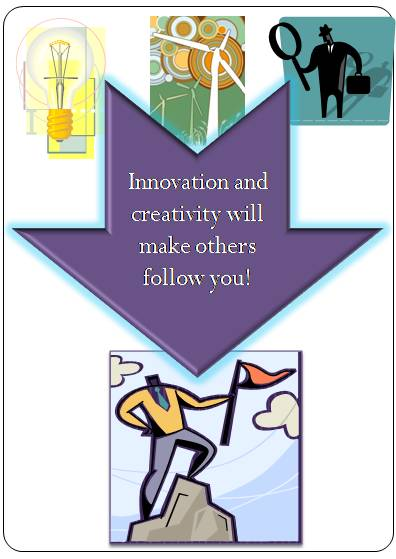 Innovation and
creativity will
make others
follow you!